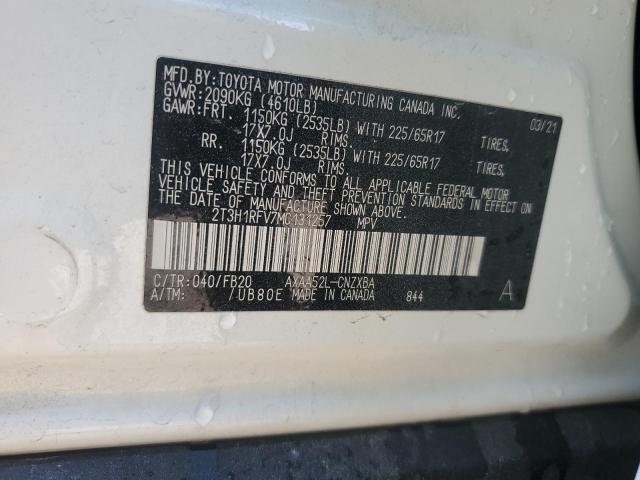 MFD. BY: TOYOTA MOTOR MANUFACTURING CANADA INC.
GVWR: 2090KG (4610LB) 03/21
GAWR: FRT. 1150KG (2535LB) WITH 225/65R17 TIRES,
17X7.0J RIMS,
RR. 1150KG (2535LB) WITH 225/65R17 TIRES,
17X7.0J RIMS,
THIS VEHICLE CONFORMS TO ALL APPLICABLE FEDERAL MOTOR
VEHICLE SAFETY AND THEFT PREVENTION STANDARDS IN EFFECT ON
THE DATE OF MANUFACTURE SHOWN ABOVE.
2T3H1RFV7MC131257 MPV
C/TR: 040/FB20 AXAA52L-CNZXBA
A/TM: /UB80E MADE IN CANADA 844 A